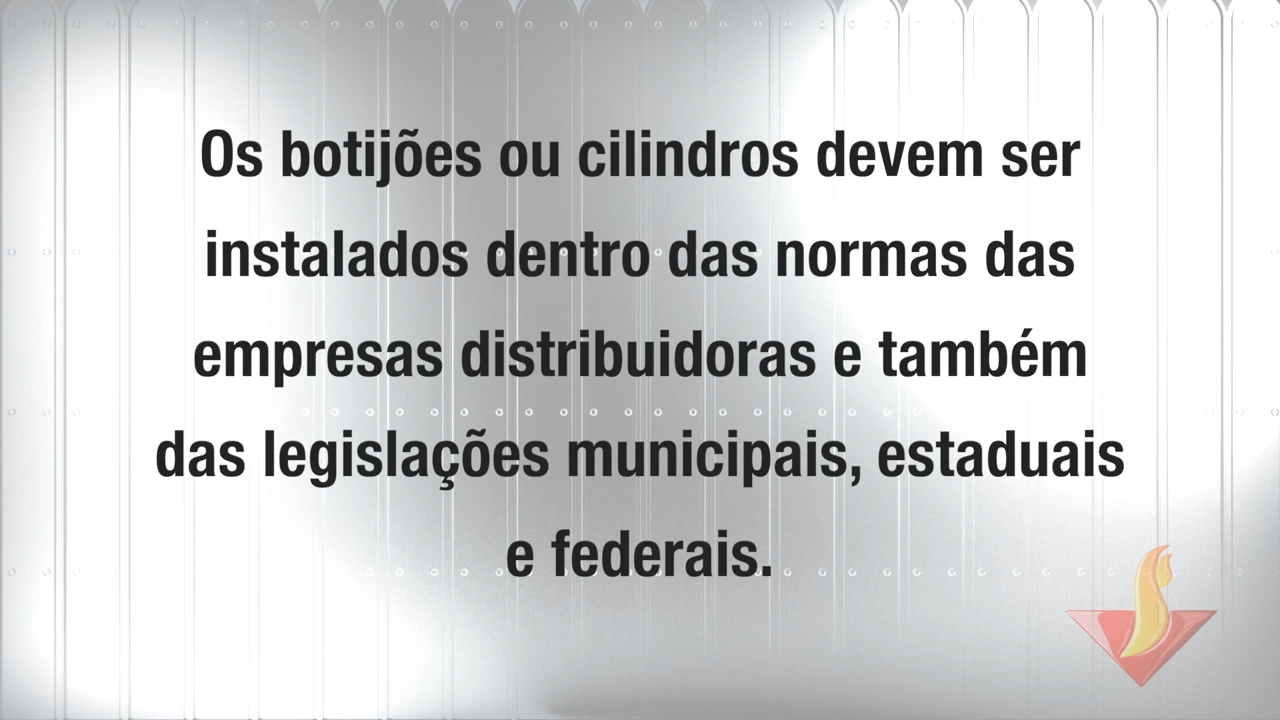 Os botijões ou cilindros devem ser
instalados dentro das normas das
empresas distribuidoras e também
das legislações municipais, estaduais
e federais.